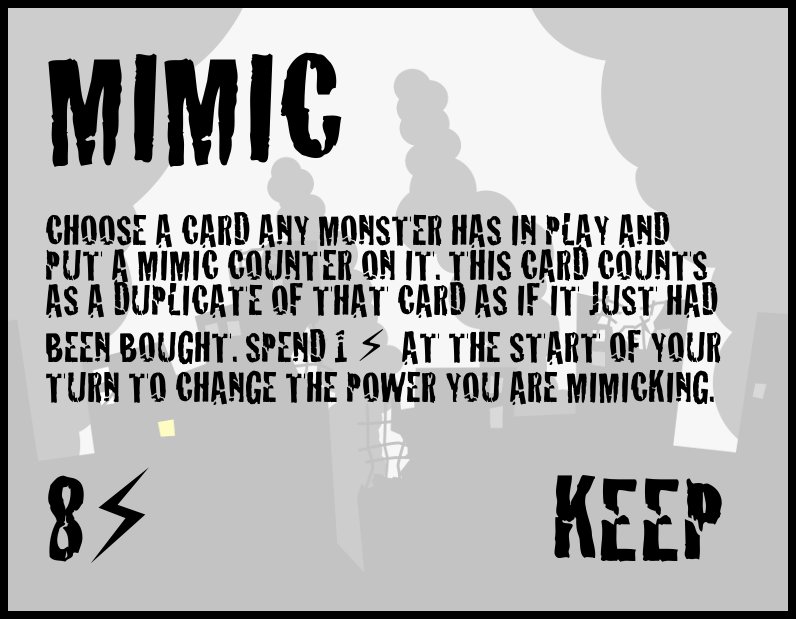 MIMIC
CHOOSE A CARD ANY MONSTER HAS IN PLAY AND
PUT A MIMIC COUNTER ON IT. THIS CARD COUNTS
AS A DUPLICATE OF THAT CARD AS IF IT JUST HAD
BEEN BOUGHT. SPEND 1⚡ AT THE START OF YOUR
TURN TO CHANGE THE POWER YOU ARE MIMICKING.
8⚡ KEEP